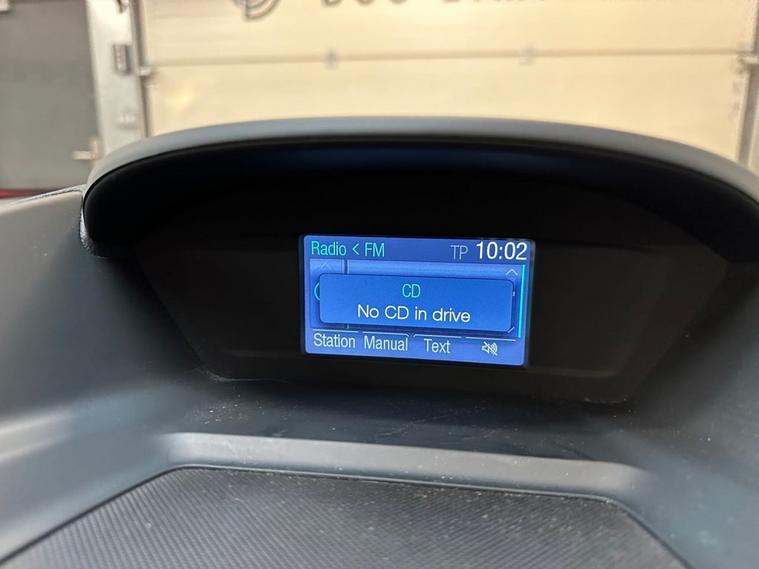 Radio < FM TP 10:02
CD
No CD in drive
Station Manual Text